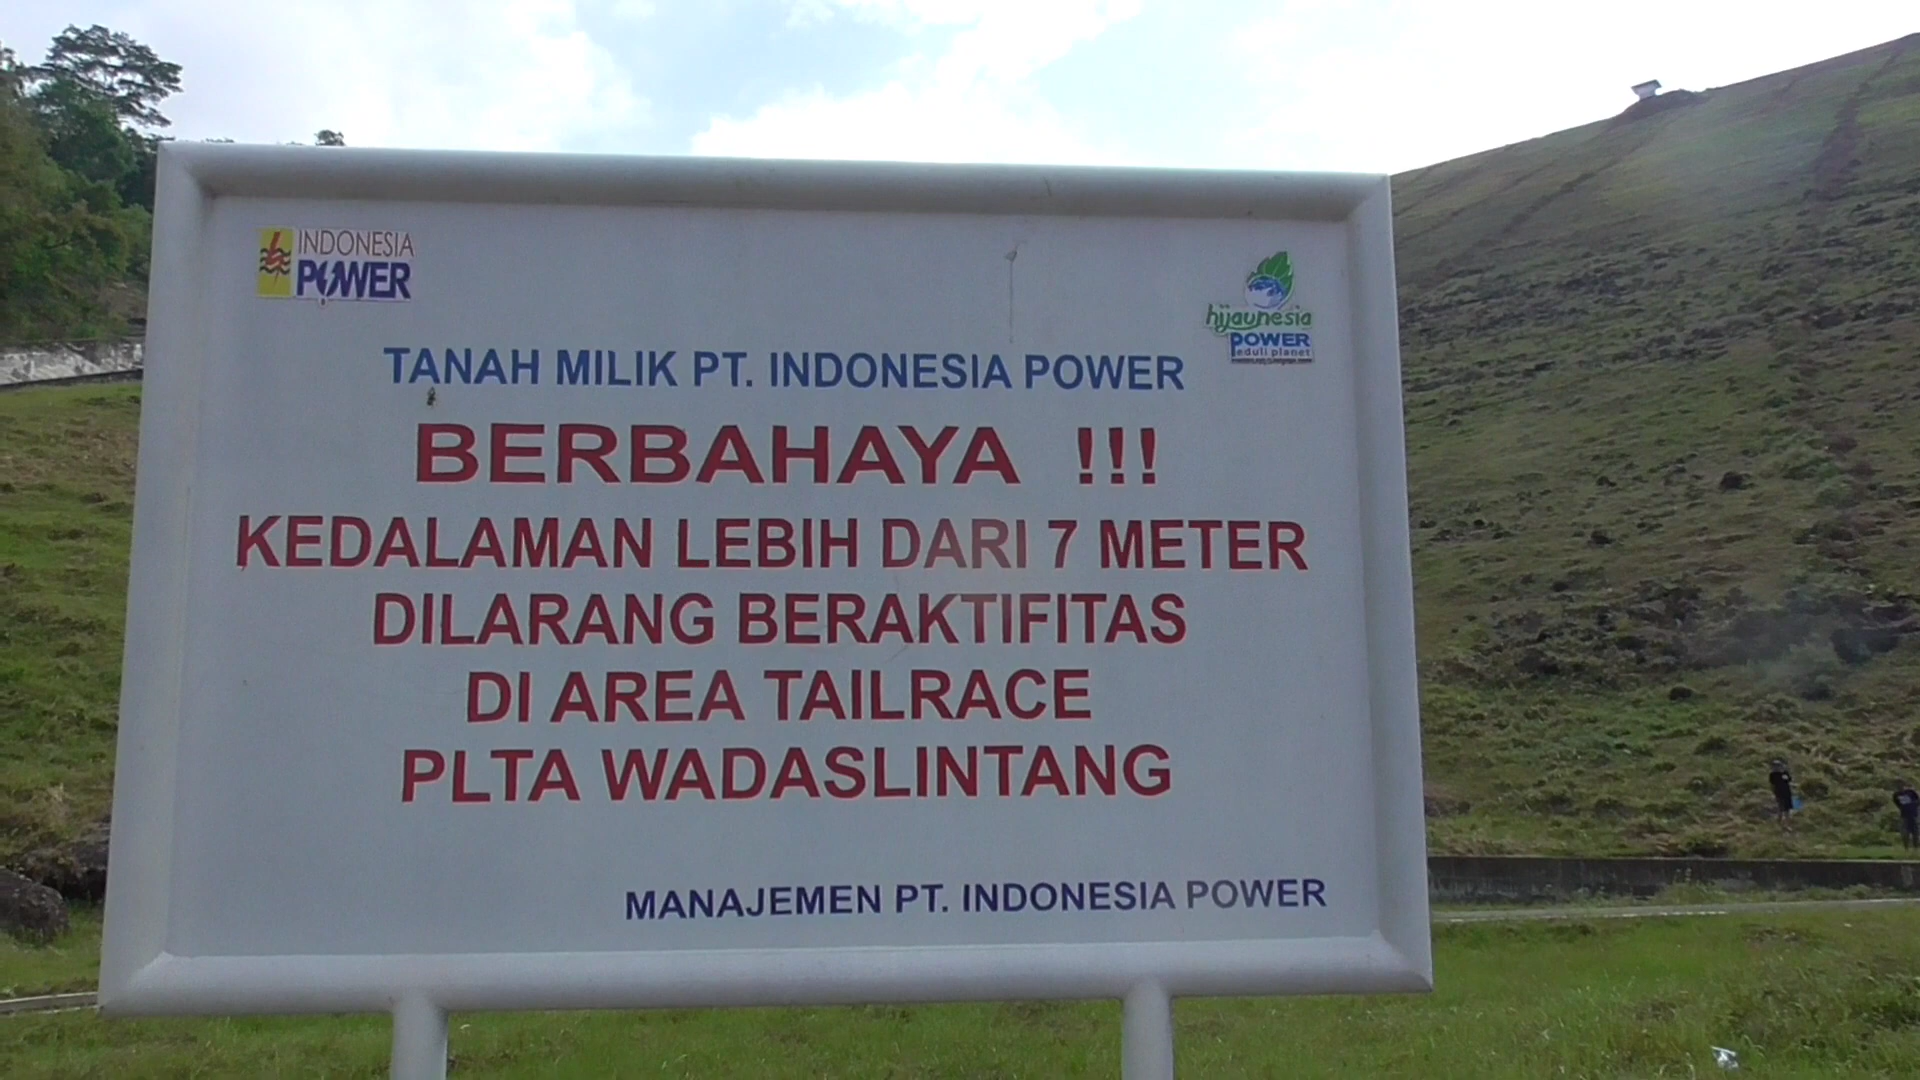 INDONESIA
POWER
hijaunesia
POWER
Peduli planet
TANAH MILIK PT. INDONESIA POWER
BERBAHAYA !!!
KEDALAMAN LEBIH DARI 7 METER
DILARANG BERAKTIFITAS
DI AREA TAILRACE
PLTA WADASLINTANG
MANAJEMEN PT. INDONESIA POWER